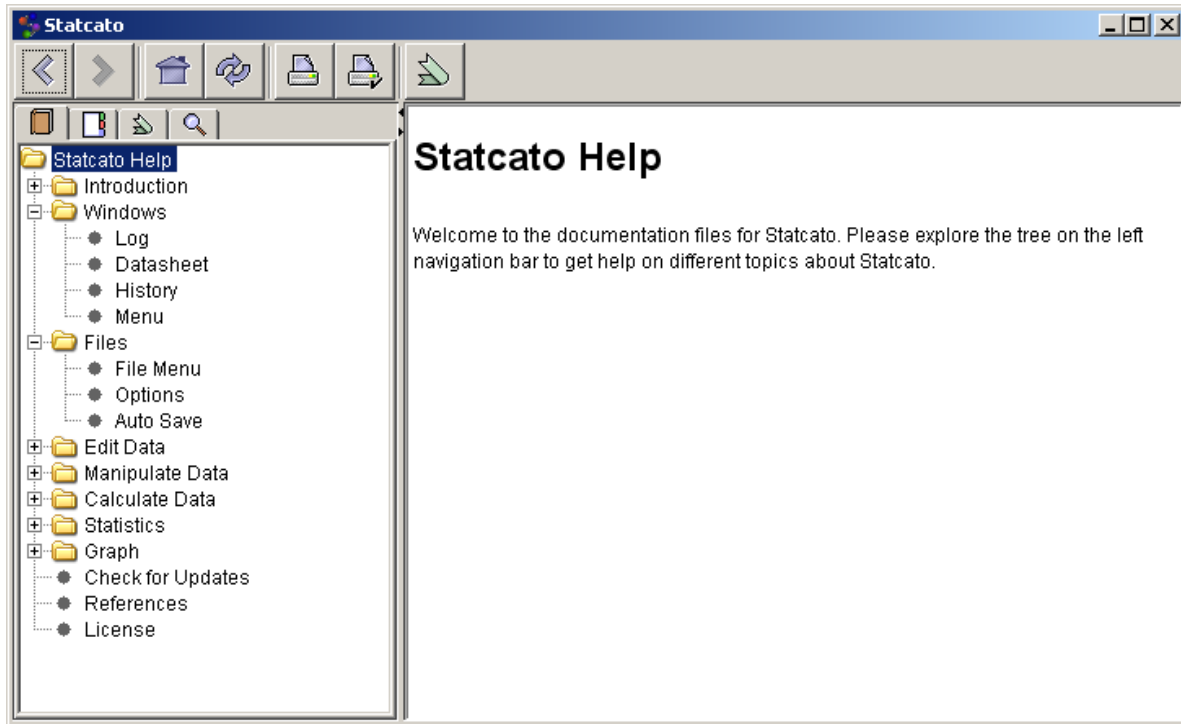 Statcato
Statcato Help
Introduction
Windows
Log
Datasheet
History
Menu
Files
File Menu
Options
Auto Save
Edit Data
Manipulate Data
Calculate Data
Statistics
Graph
Check for Updates
References
License
Statcato Help
Welcome to the documentation files for Statcato. Please explore the tree on the left
navigation bar to get help on different topics about Statcato.